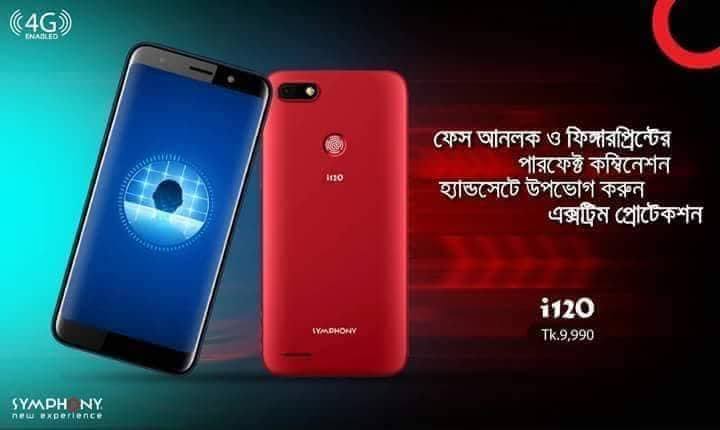 4G
ENABLED
ফেস আনলক ও ফিঙ্গারপ্রিন্টের
পারফেক্ট কম্বিনেশন
হ্যান্ডসেটে উপভোগ করুন
এক্সট্রিম প্রোটেকশন
i120
SYMPHONY
i120
Tk.9,990
SYMPHONY
new experience